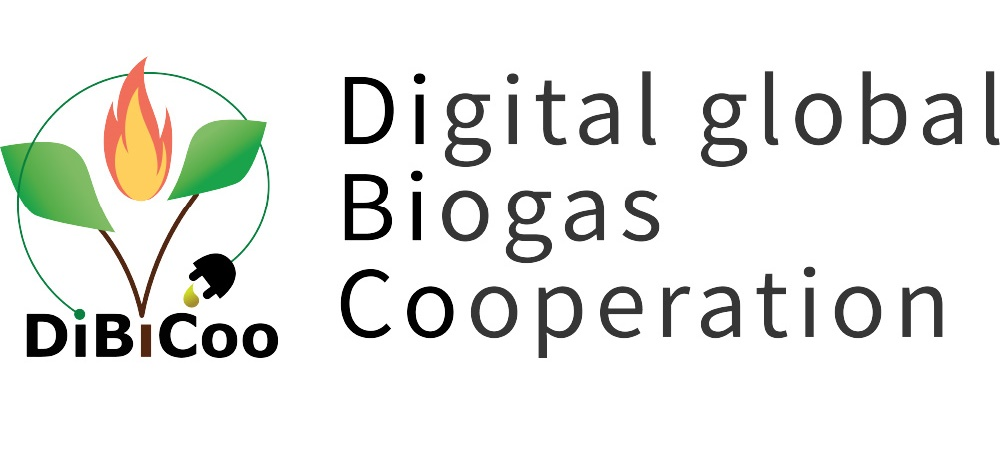 DiBiCoo
Digital global
Biogas
Cooperation